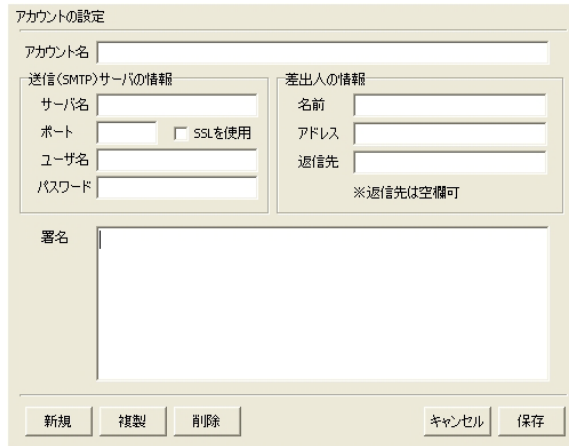 アカウントの設定
アカウント名
送信(SMTP)サーバの情報
サーバ名
ポート
SSLを使用
ユーザ名
パスワード
差出人の情報
名前
アドレス
返信先
※返信先は空欄可
署名
新規 複製 削除 キャンセル 保存